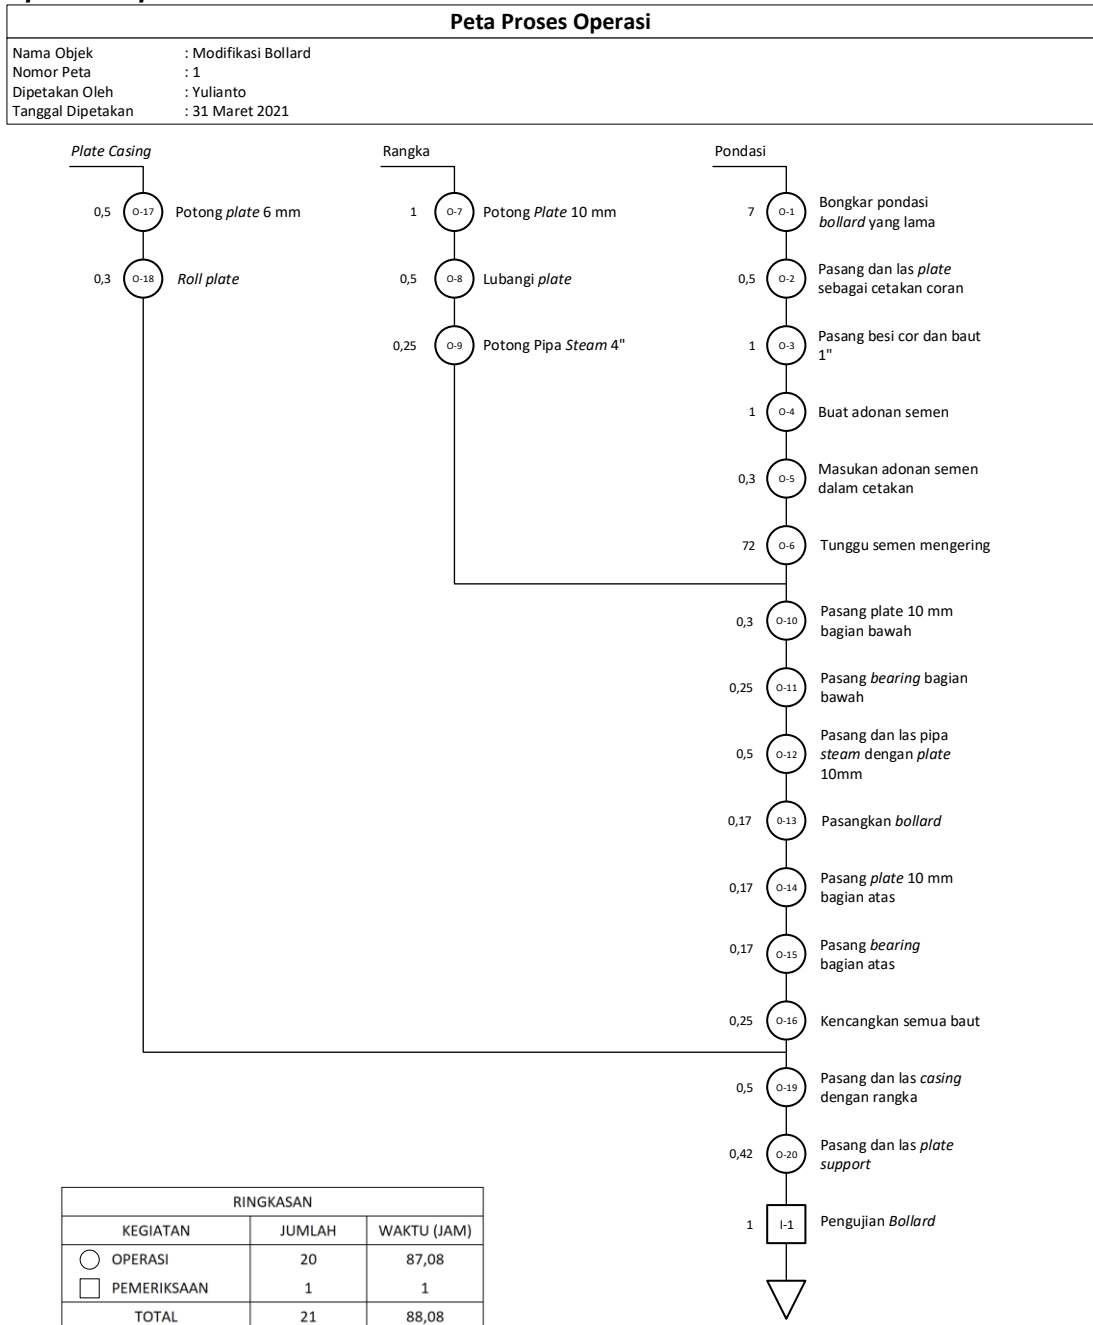 Peta Proses Operasi
Nama Objek : Modifikasi Bollard
Nomor Peta : 1
Dipetakan Oleh : Yulianto
Tanggal Dipetakan : 31 Maret 2021
Plate Casing
0,5 O-17 Potong plate 6 mm
0,3 O-18 Roll plate
Rangka
1 O-7 Potong Plate 10 mm
0,5 O-8 Lubangi plate
0,25 O-9 Potong Pipa Steam 4"
Pondasi
7 O-1 Bongkar pondasi
bollard yang lama
0,5 O-2 Pasang dan las plate
sebagai cetakan coran
1 O-3 Pasang besi cor dan baut
1"
1 O-4 Buat adonan semen
0,3 O-5 Masukan adonan semen
dalam cetakan
72 O-6 Tunggu semen mengering
0,3 O-10 Pasang plate 10 mm
bagian bawah
0,25 O-11 Pasang bearing bagian
bawah
0,5 O-12 Pasang dan las pipa
steam dengan plate
10mm
0,17 0-13 Pasangkan bollard
0,17 O-14 Pasang plate 10 mm
bagian atas
0,17 O-15 Pasang bearing
bagian atas
0,25 O-16 Kencangkan semua baut
0,5 O-19 Pasang dan las casing
dengan rangka
0,42 O-20 Pasang dan las plate
support
1 I-1 Pengujian Bollard
RINGKASAN
KEGIATAN JUMLAH WAKTU (JAM)
OPERASI 20 87,08
PEMERIKSAAN 1 1
TOTAL 21 88,08